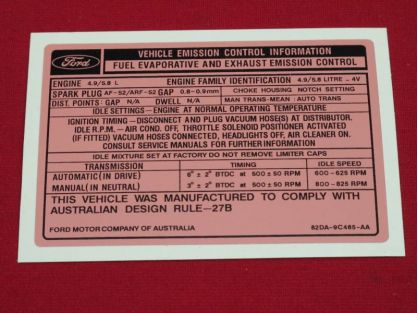 Ford
VEHICLE EMISSION CONTROL INFORMATION
FUEL EVAPORATIVE AND EXHAUST EMISSION CONTROL
ENGINE 4.9/5.8 L ENGINE FAMILY IDENTIFICATION 4.9/5.8 LITRE - 4V
SPARK PLUG AF-52/ARF-52 GAP 0.8-0.9mm CHOKE HOUSING NOTCH SETTING
DIST. POINTS: GAP N/A DWELL N/A MAN TRANS-MEAN : AUTO TRANS
IDLE SETTINGS-ENGINE AT NORMAL OPERATING TEMPERATURE
IGNITION TIMING - DISCONNECT AND PLUG VACUUM HOSE(S) AT DISTRIBUTOR.
IDLE R.P.M. - AIR COND. OFF, THROTTLE SOLENOID POSITIONER ACTIVATED
(IF FITTED) VACUUM HOSES CONNECTED, HEADLIGHTS OFF, AIR CLEANER ON.
CONSULT SERVICE MANUALS FOR FURTHER INFORMATION
IDLE MIXTURE SET AT FACTORY DO NOT REMOVE LIMITER CAPS
TRANSMISSION TIMING IDLE SPEED
AUTOMATIC (IN DRIVE) 6° ± 2° BTDC at 500 ± 50 RPM 600 - 625 RPM
MANUAL (IN NEUTRAL) 3° ± 2° BTDC at 500 ± 50 RPM 800 - 825 RPM
THIS VEHICLE WAS MANUFACTURED TO COMPLY WITH
AUSTRALIAN DESIGN RULE-27B
FORD MOTOR COMPANY OF AUSTRALIA 82DA-9C485-AA